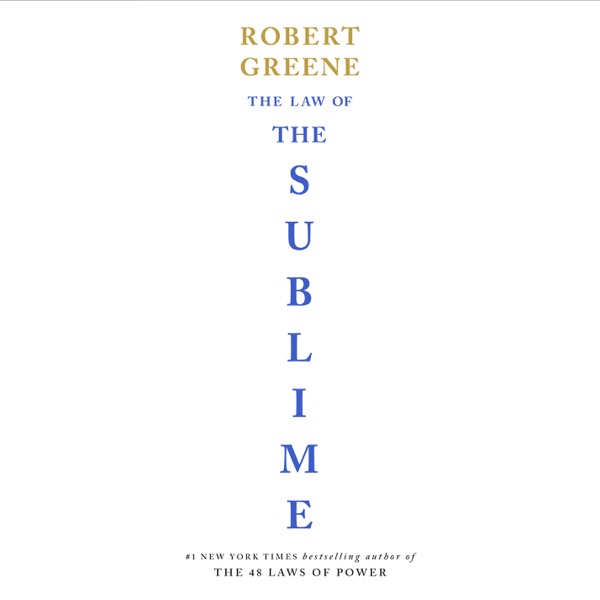 ROBERT
GREENE
THE LAW OF
THE
S
U
B
L
I
M
E
#1 NEW YORK TIMES bestselling author of
THE 48 LAWS OF POWER